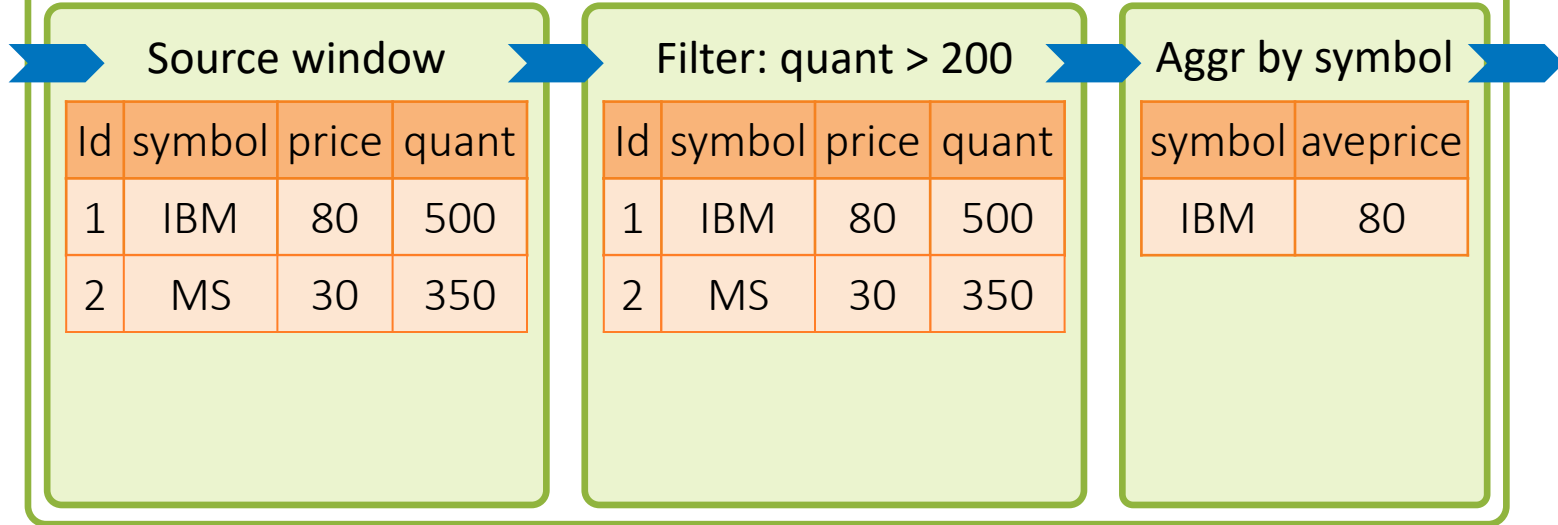 Source window
Id symbol price quant
1 IBM 80 500
2 MS 30 350
Filter: quant > 200
Id symbol price quant
1 IBM 80 500
2 MS 30 350
Aggr by symbol
symbol aveprice
IBM 80